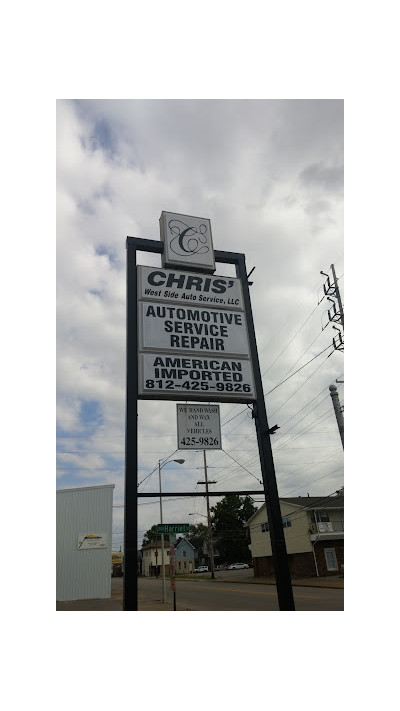 C
CHRIS'
West Side Auto Service, LLC
AUTOMOTIVE
SERVICE
REPAIR
AMERICAN
IMPORTED
812-425-9826
WE HAND WASH
AND WAX
ALL
VEHICLES
425-9826
Harriet